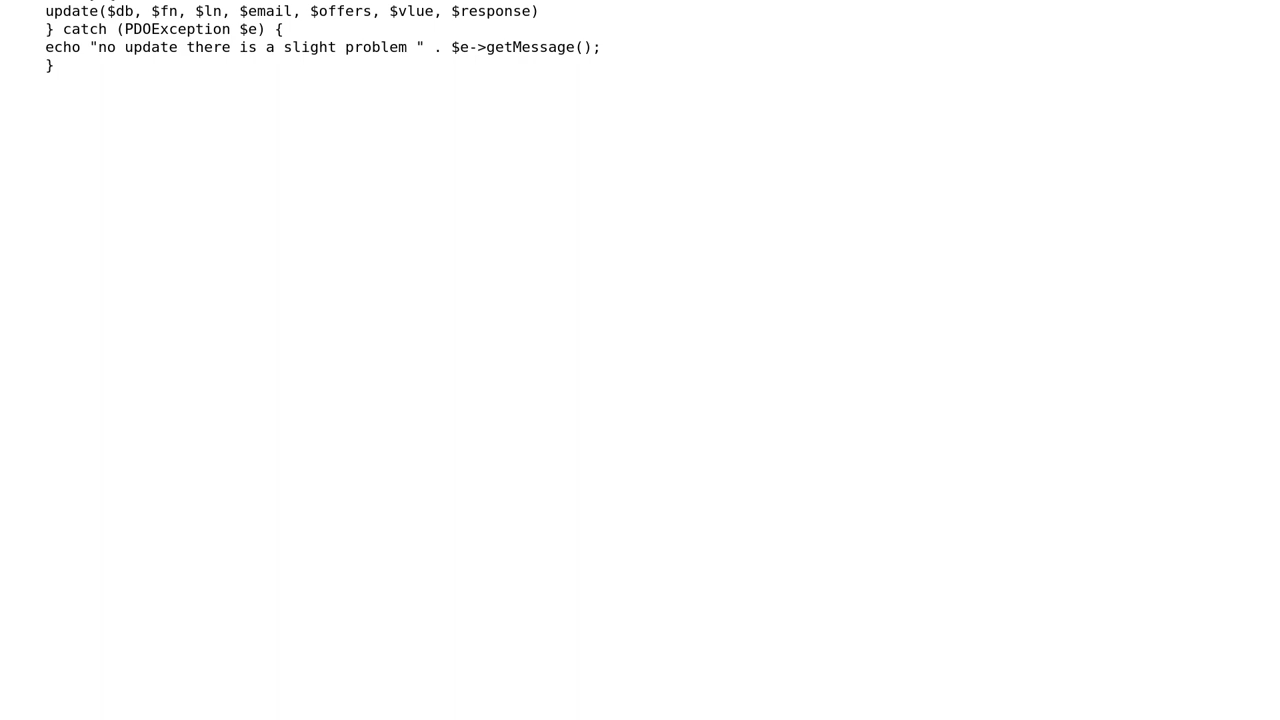 update($db, $fn, $ln, $email, $offers, $vlue, $response)
} catch (PDOException $e) {
echo "no update there is a slight problem " . $e->getMessage();
}